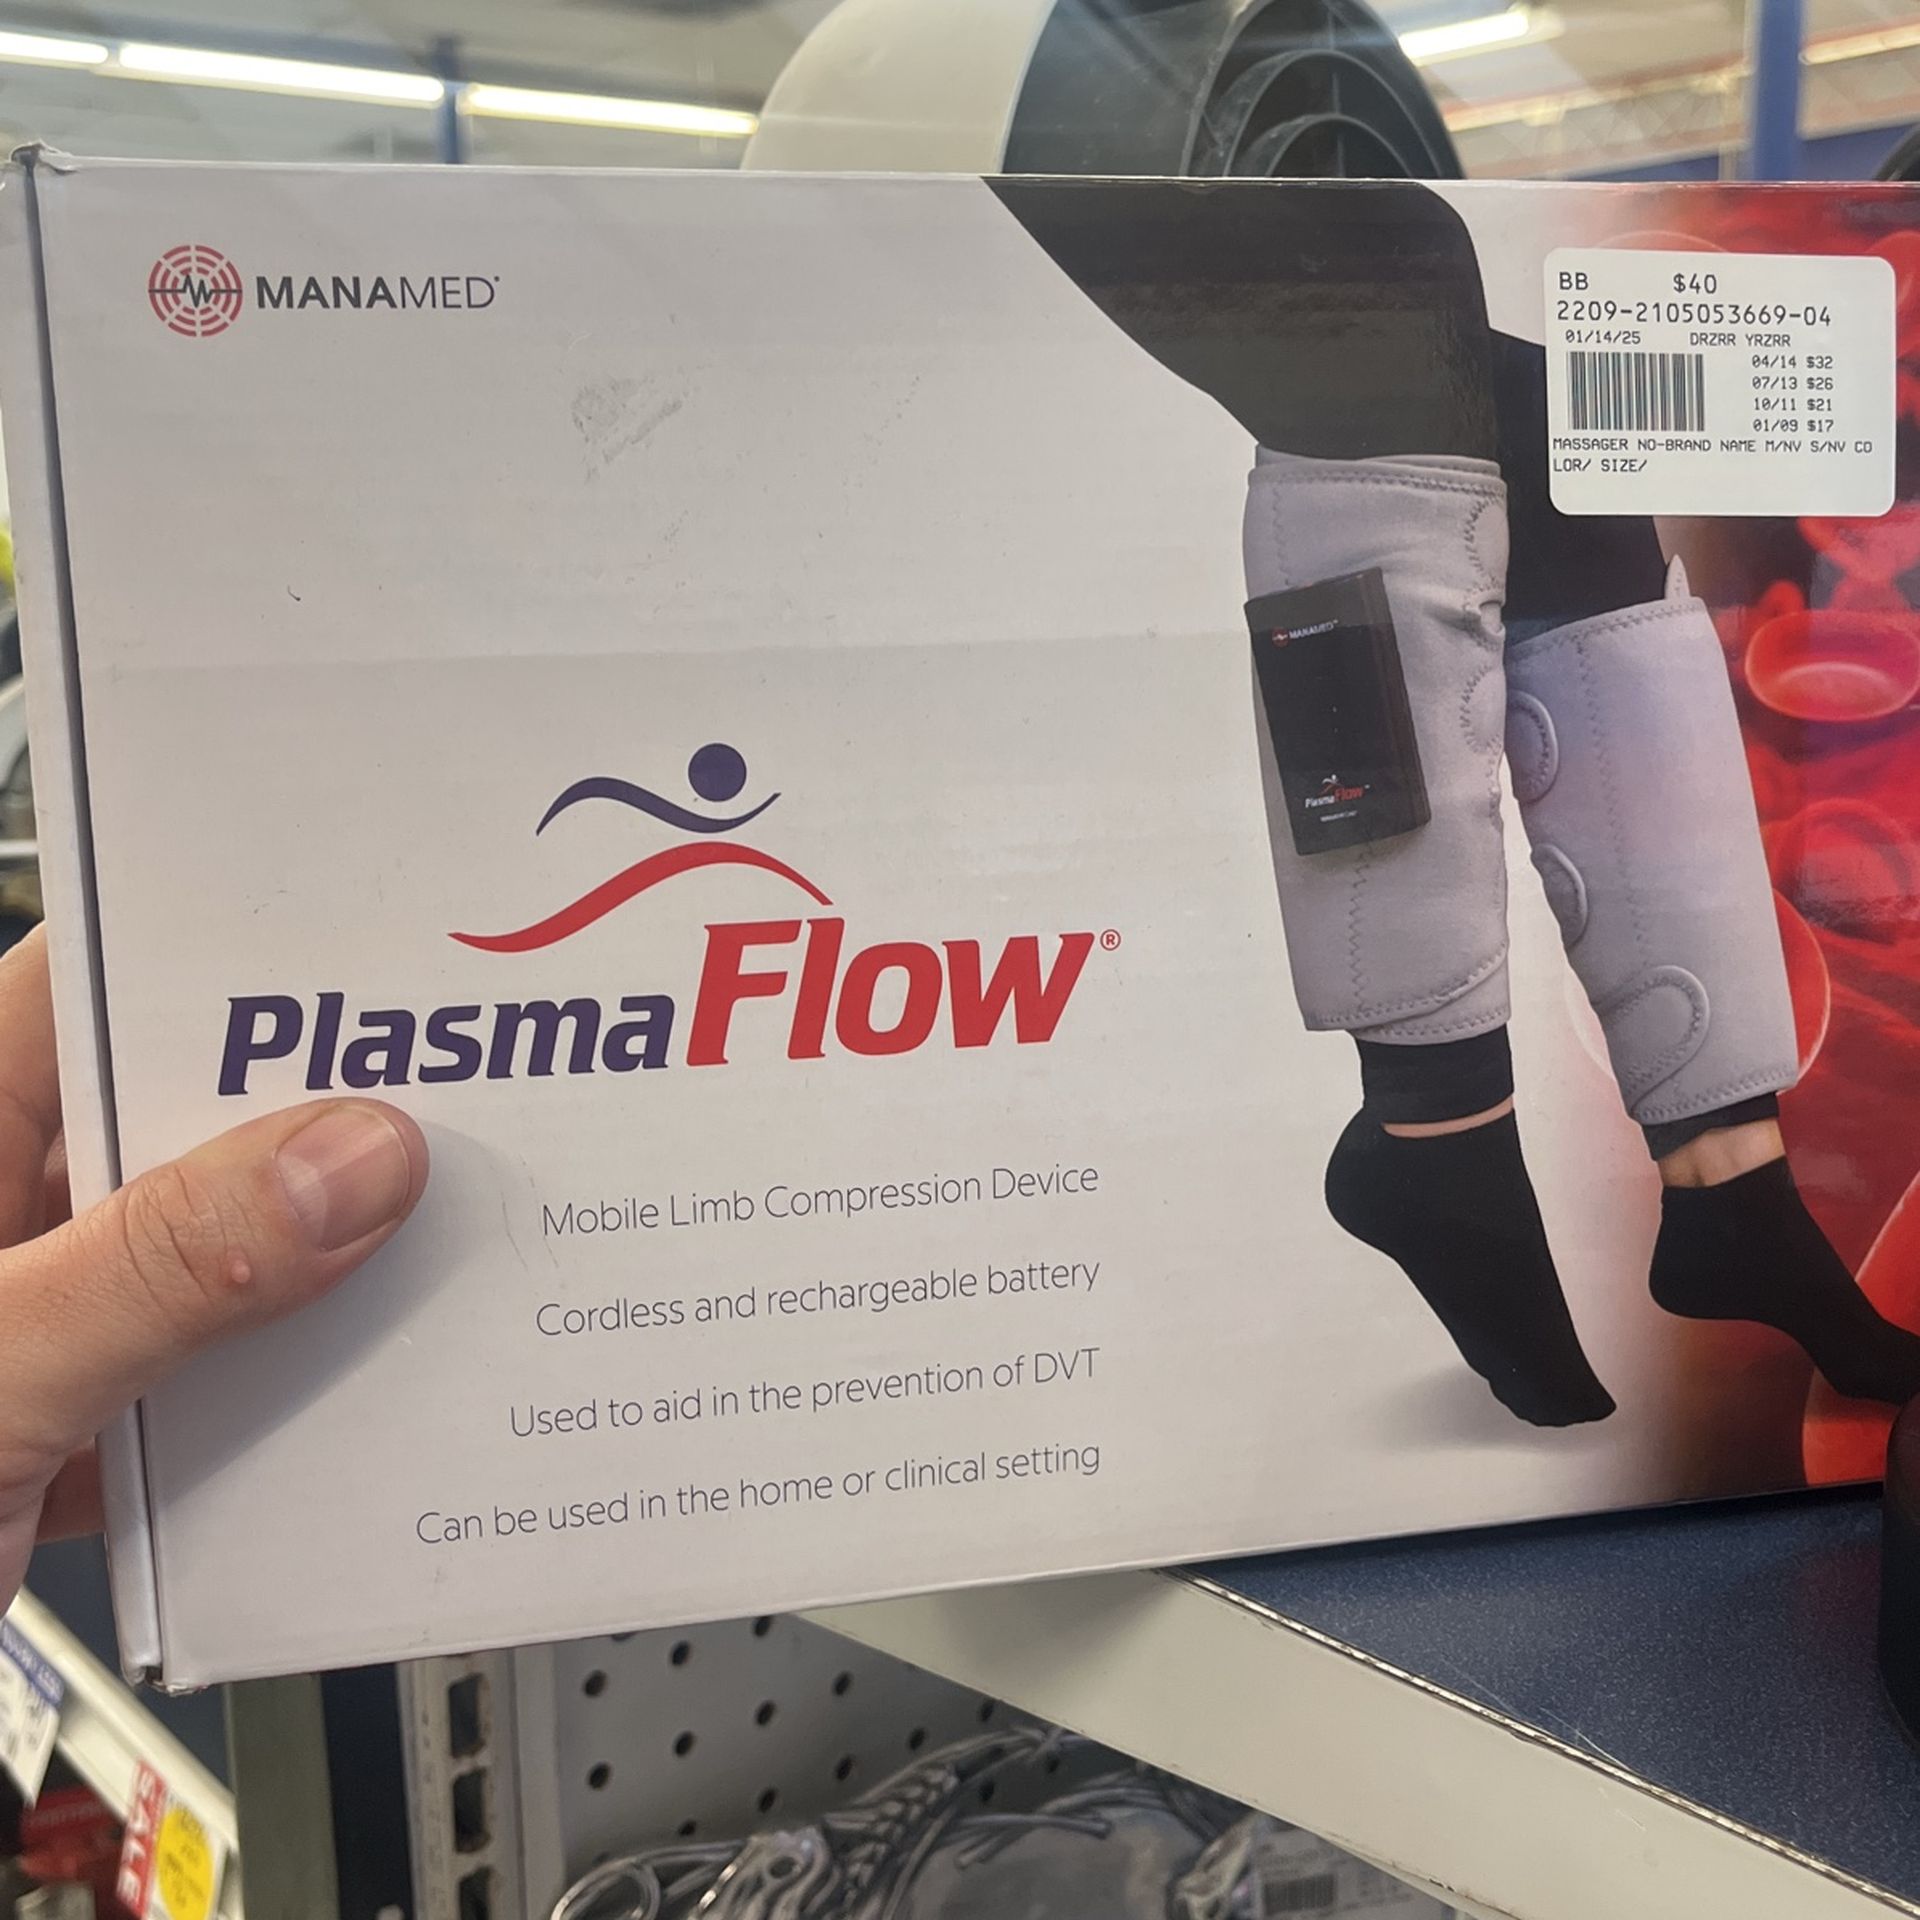 MANAMED
BB $40
2209-2105053669-04
01/14/25 DRZRR YRZRR
04/14 $32
07/13 $26
10/11 $21
01/09 $17
MASSAGER NO-BRAND NAME M/NV S/NV CO
LOR/ SIZE/
MANAMED™
PlasmaFlow™
PlasmaFlow®
Mobile Limb Compression Device
Cordless and rechargeable battery
Used to aid in the prevention of DVT
Can be used in the home or clinical setting
SALE